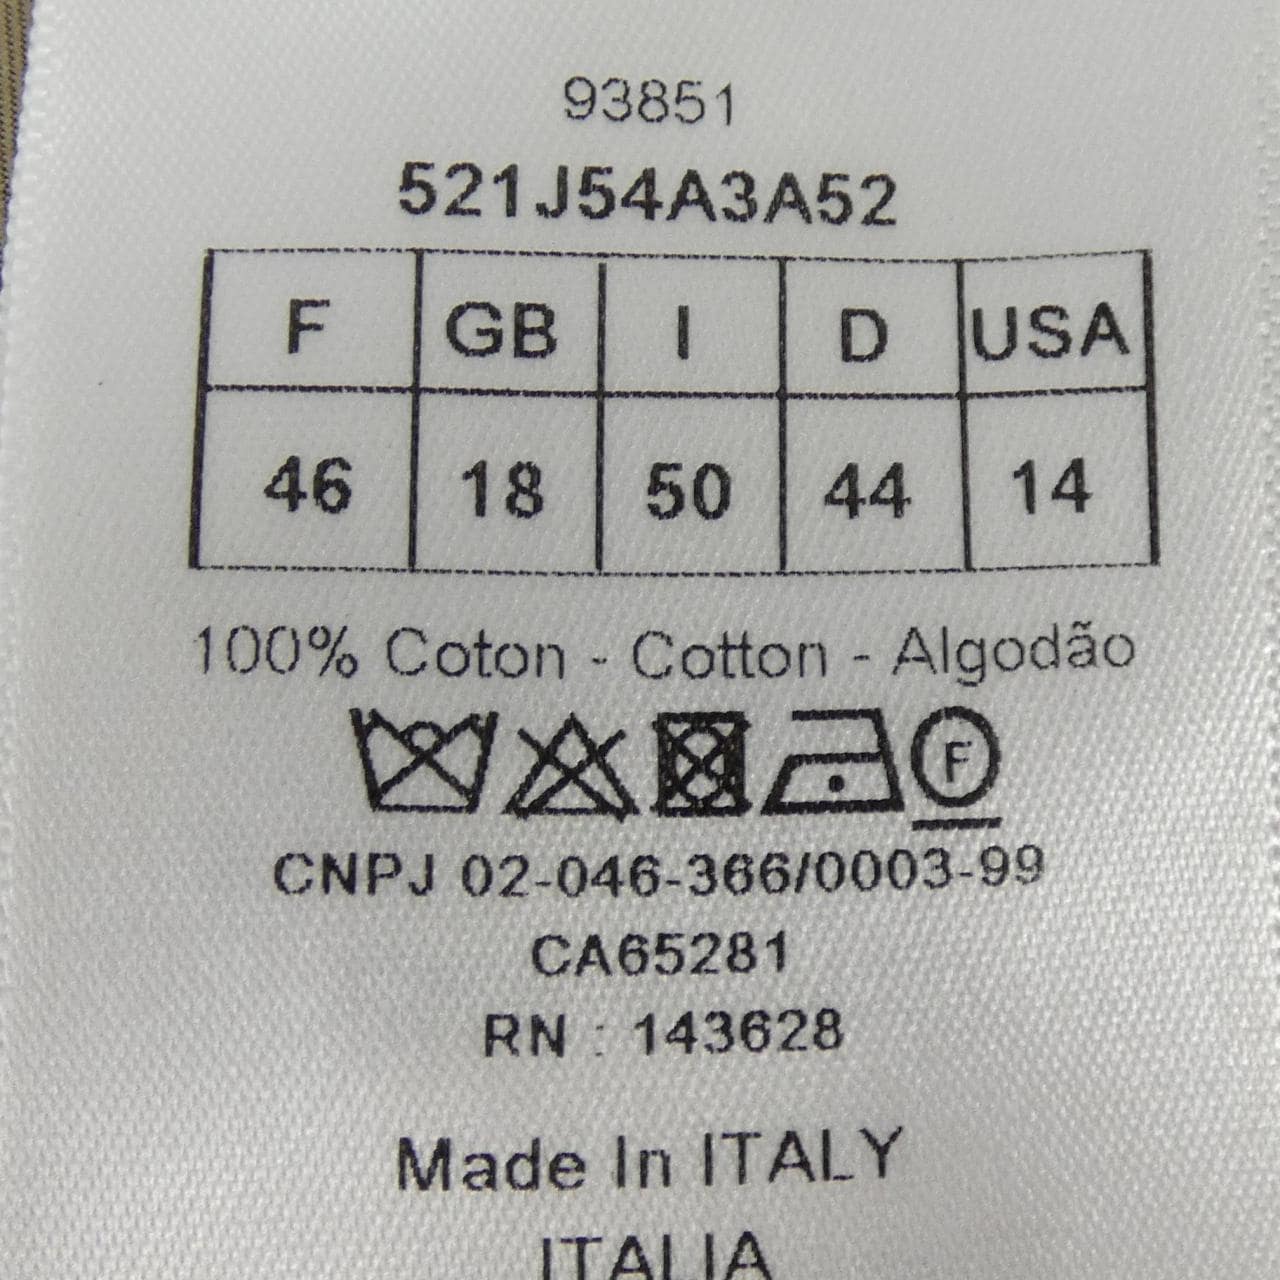 93851
521J54A3A52
F GB I D USA
46 18 50 44 14
100% Coton - Cotton - Algodão
F
CNPJ 02-046-366/0003-99
CA65281
RN : 143628
Made In ITALY
ITALIA